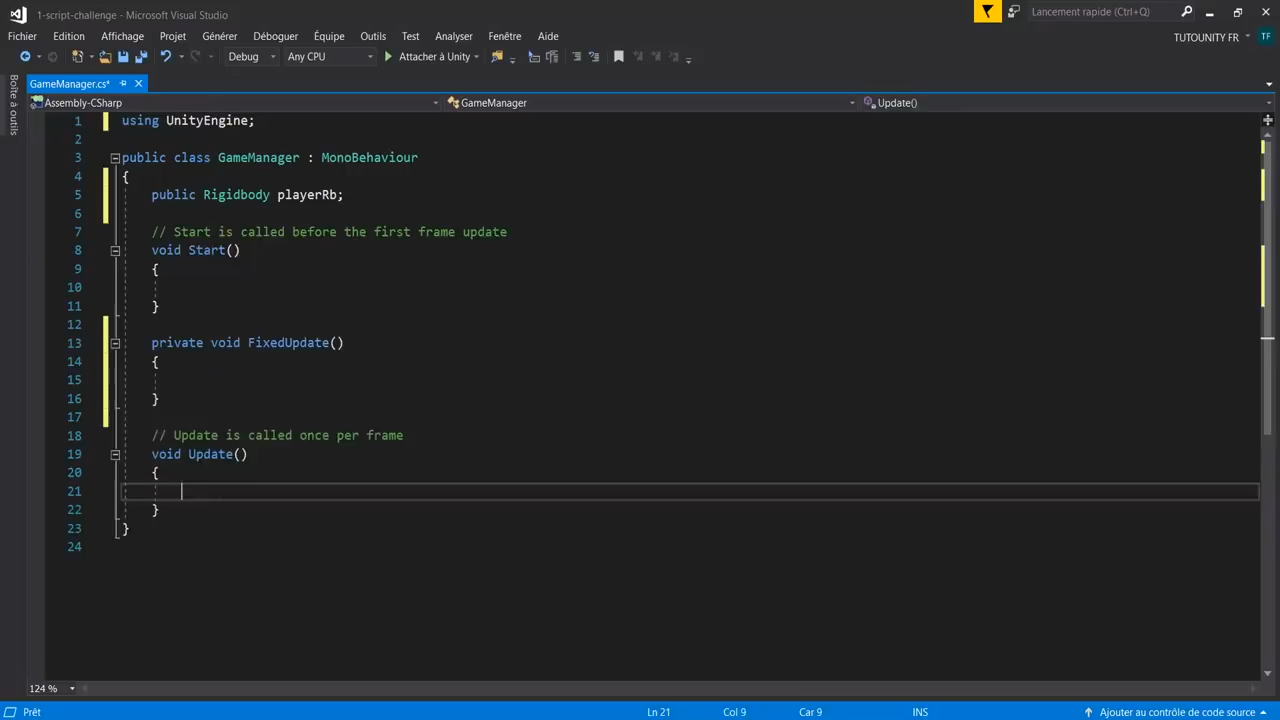 1-script-challenge - Microsoft Visual Studio
Lancement rapide (Ctrl+Q)
Fichier Edition Affichage Projet Générer Déboguer Équipe Outils Test Analyser Fenêtre Aide
TUTOUNITY FR TF
Debug Any CPU Attacher à Unity
Boîte à outils
GameManager.cs*
Assembly-CSharp GameManager Update()
1 using UnityEngine;
2
3 public class GameManager : MonoBehaviour
4 {
5 public Rigidbody playerRb;
6
7 // Start is called before the first frame update
8 void Start()
9 {
10
11 }
12
13 private void FixedUpdate()
14 {
15
16 }
17
18 // Update is called once per frame
19 void Update()
20 {
21
22 }
23 }
24
124 %
Prêt Ln 21 Col 9 Car 9 INS Ajouter au contrôle de code source